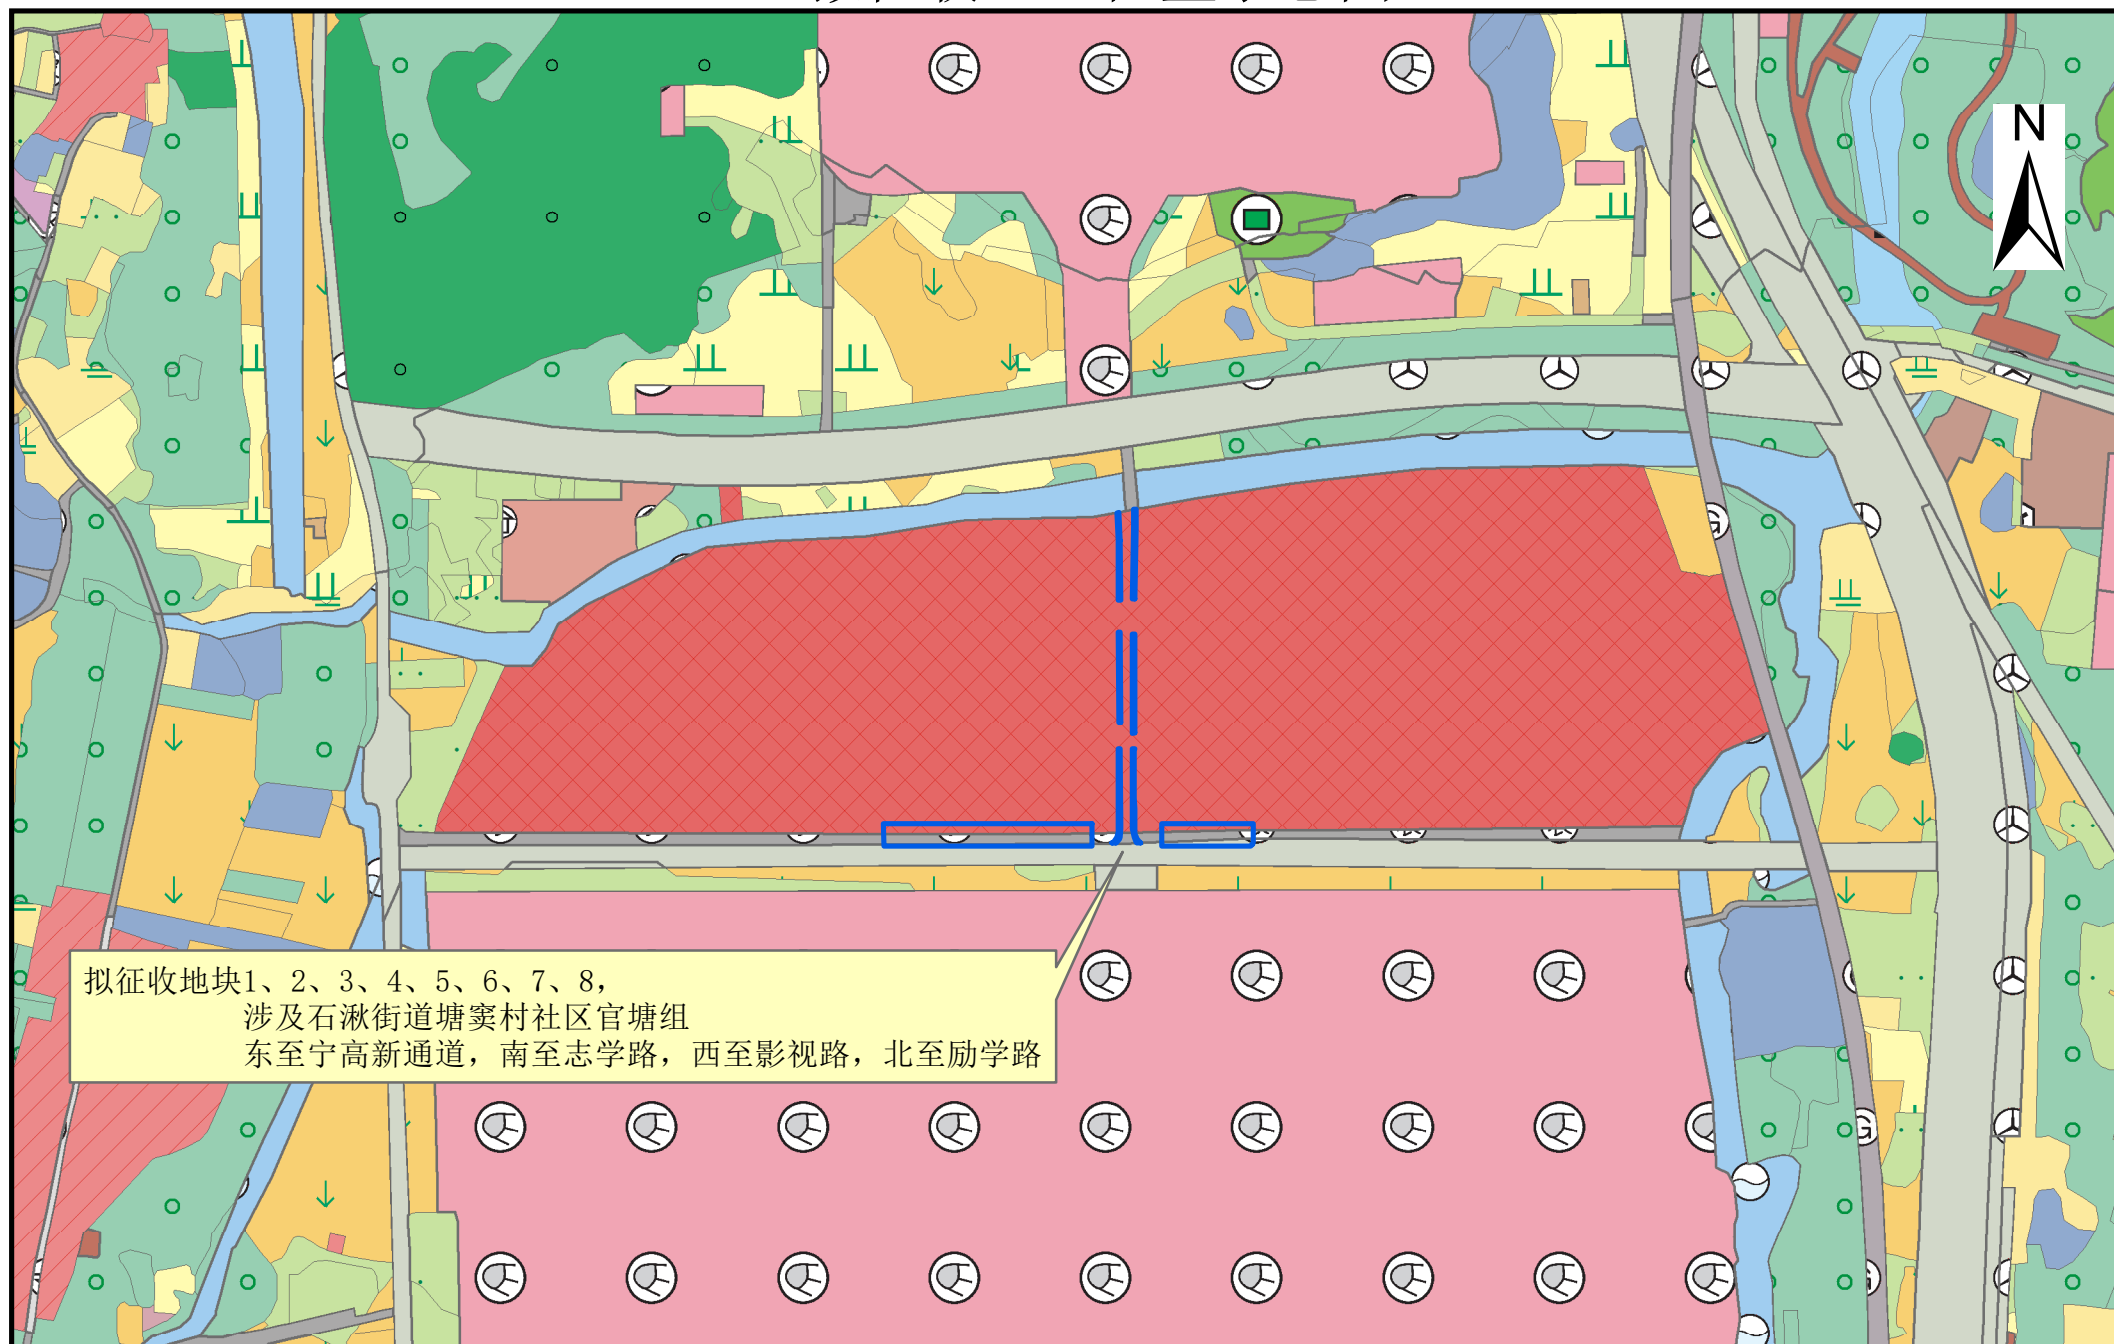 N
拟征收地块1、2、3、4、5、6、7、8，
涉及石湫街道塘窦村社区官塘组
东至宁高新通道，南至志学路，西至影视路，北至励学路